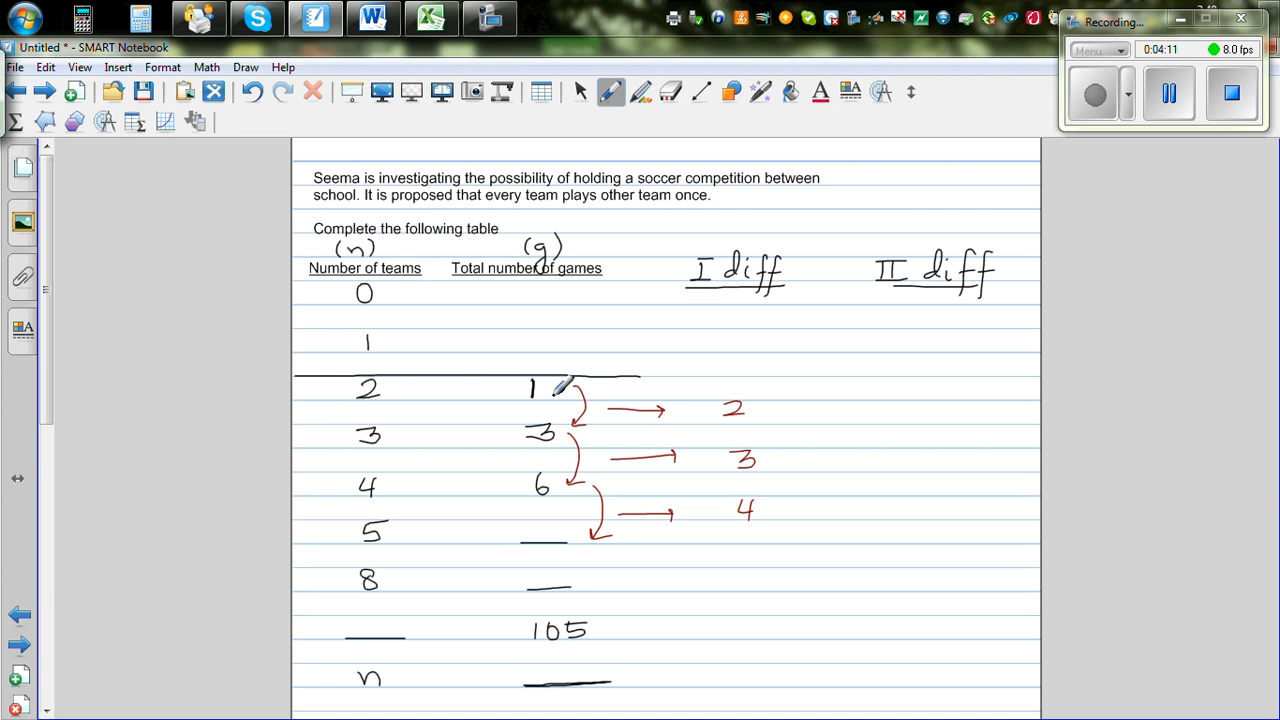 Recording...
Untitled * - SMART Notebook
Menu
0:04:11
8.0 fps
File Edit View Insert Format Math Draw Help
Seema is investigating the possibility of holding a soccer competition between
school. It is proposed that every team plays other team once.
Complete the following table
(n) (g)
Number of teams Total number of games I diff II diff
0
1
2 1
2
3 3
3
4 6
4
5
8
105
n